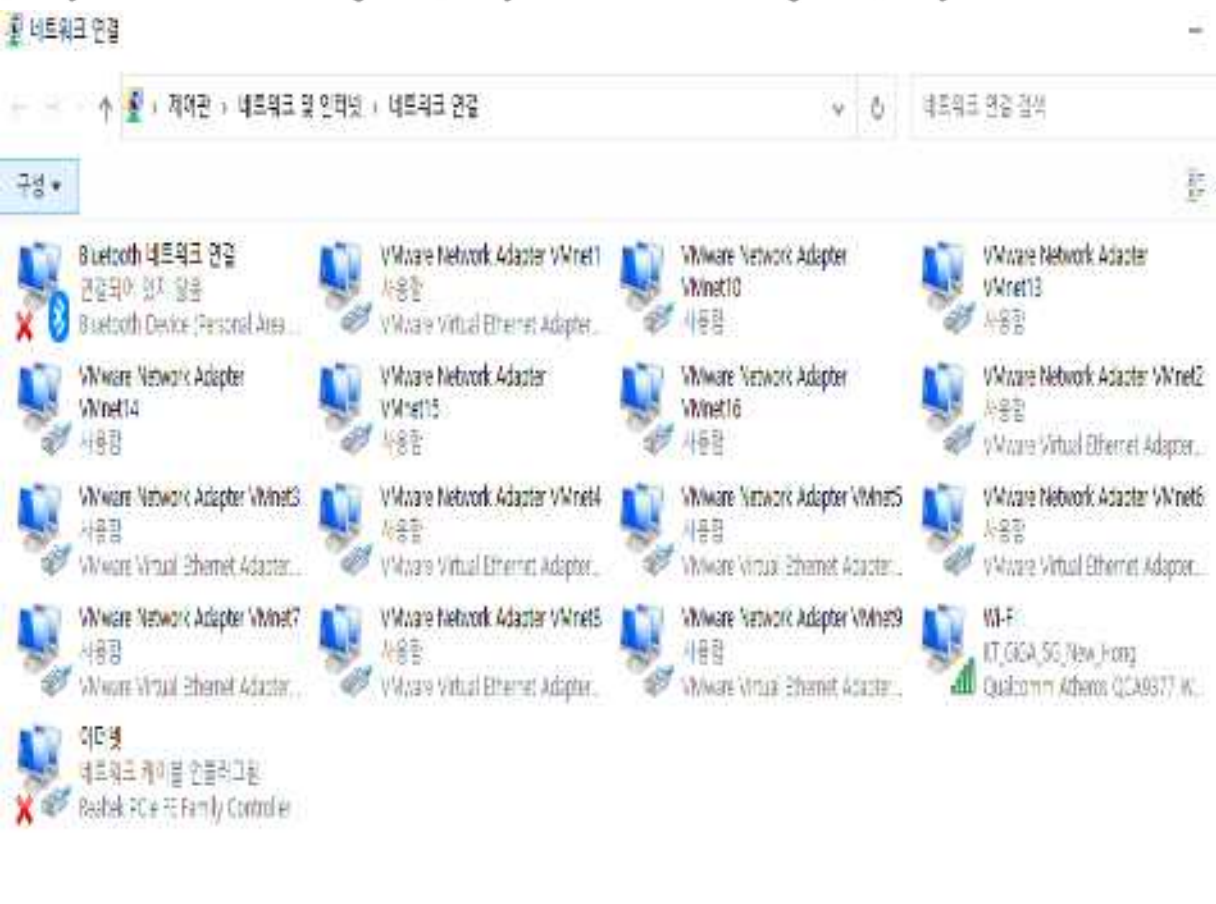 네트워크 연결
제어판 › 네트워크 및 인터넷 › 네트워크 연결
네트워크 연결 검색
구성
Bluetooth 네트워크 연결
연결되어 있지 않음
Bluetooth Device (Personal Area ...
VMware Network Adapter VMnet1
사용함
VMware Virtual Ethernet Adapter...
VMware Network Adapter
VMnet10
사용함
VMware Network Adapter
VMnet13
사용함
VMware Network Adapter
VMnet14
사용함
VMware Network Adapter
VMnet15
사용함
VMware Network Adapter
VMnet16
사용함
VMware Network Adapter VMnet2
사용함
VMware Virtual Ethernet Adapter...
VMware Network Adapter VMnet3
사용함
VMware Virtual Ethernet Adapter...
VMware Network Adapter VMnet4
사용함
VMware Virtual Ethernet Adapter...
VMware Network Adapter VMnet5
사용함
VMware Virtual Ethernet Adapter...
VMware Network Adapter VMnet6
사용함
VMware Virtual Ethernet Adapter...
VMware Network Adapter VMnet7
사용함
VMware Virtual Ethernet Adapter...
VMware Network Adapter VMnet8
사용함
VMware Virtual Ethernet Adapter...
VMware Network Adapter VMnet9
사용함
VMware Virtual Ethernet Adapter...
Wi-Fi
KT_GiGA_5G_New_Hong
Qualcomm Atheros QCA9377 W...
이더넷
네트워크 케이블 언플러그됨
Realtek PCIe FE Family Controller